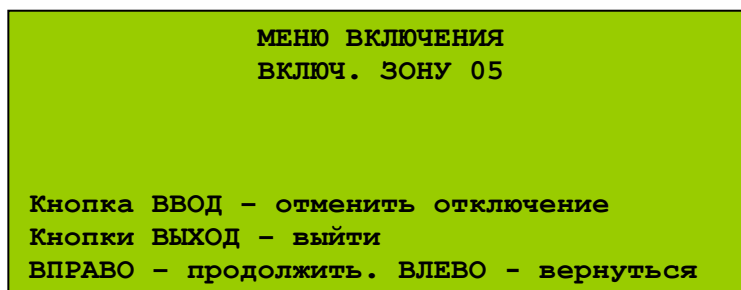 МЕНЮ ВКЛЮЧЕНИЯ
ВКЛЮЧ. ЗОНУ 05
Кнопка ВВОД – отменить отключение
Кнопки ВЫХОД – выйти
ВПРАВО – продолжить. ВЛЕВО - вернуться